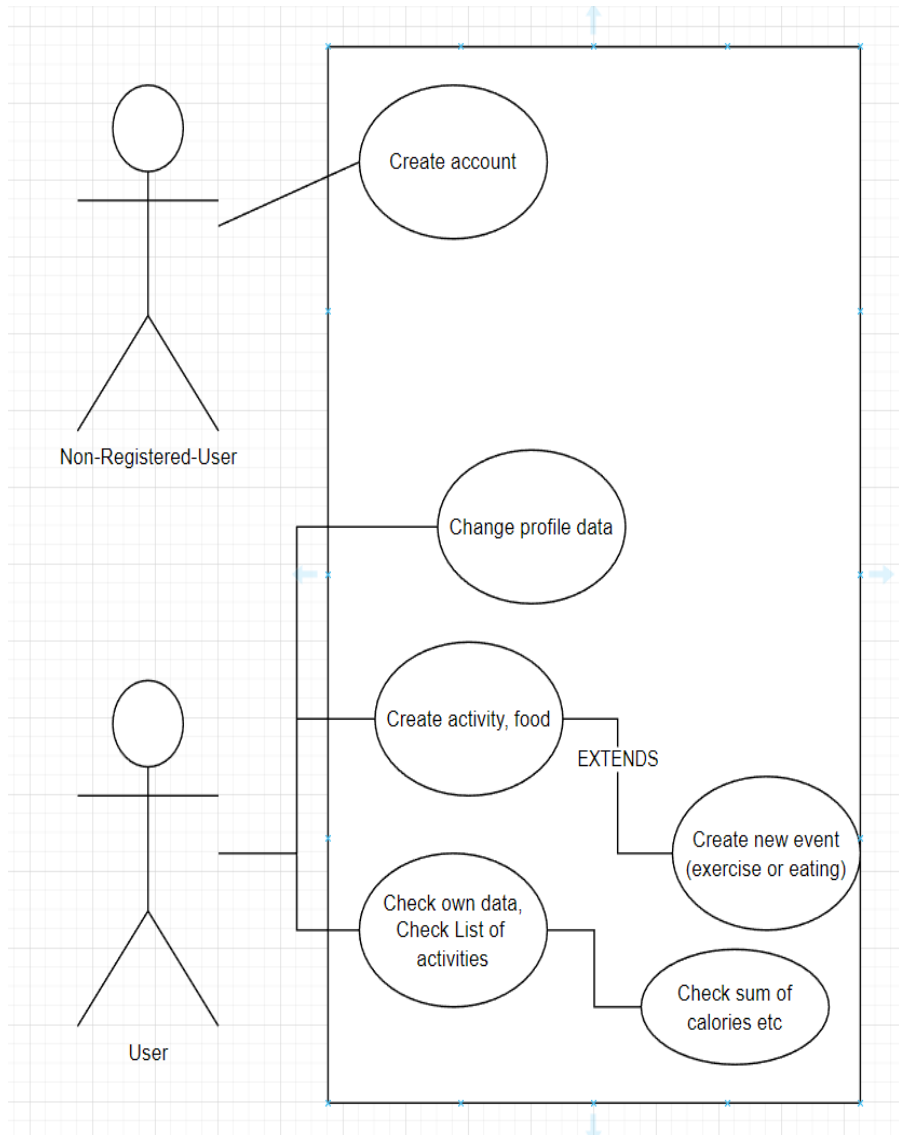 Create account
Non-Registered-User
Change profile data
Create activity, food
EXTENDS
Create new event
(exercise or eating)
Check own data,
Check List of
activities
Check sum of
calories etc
User